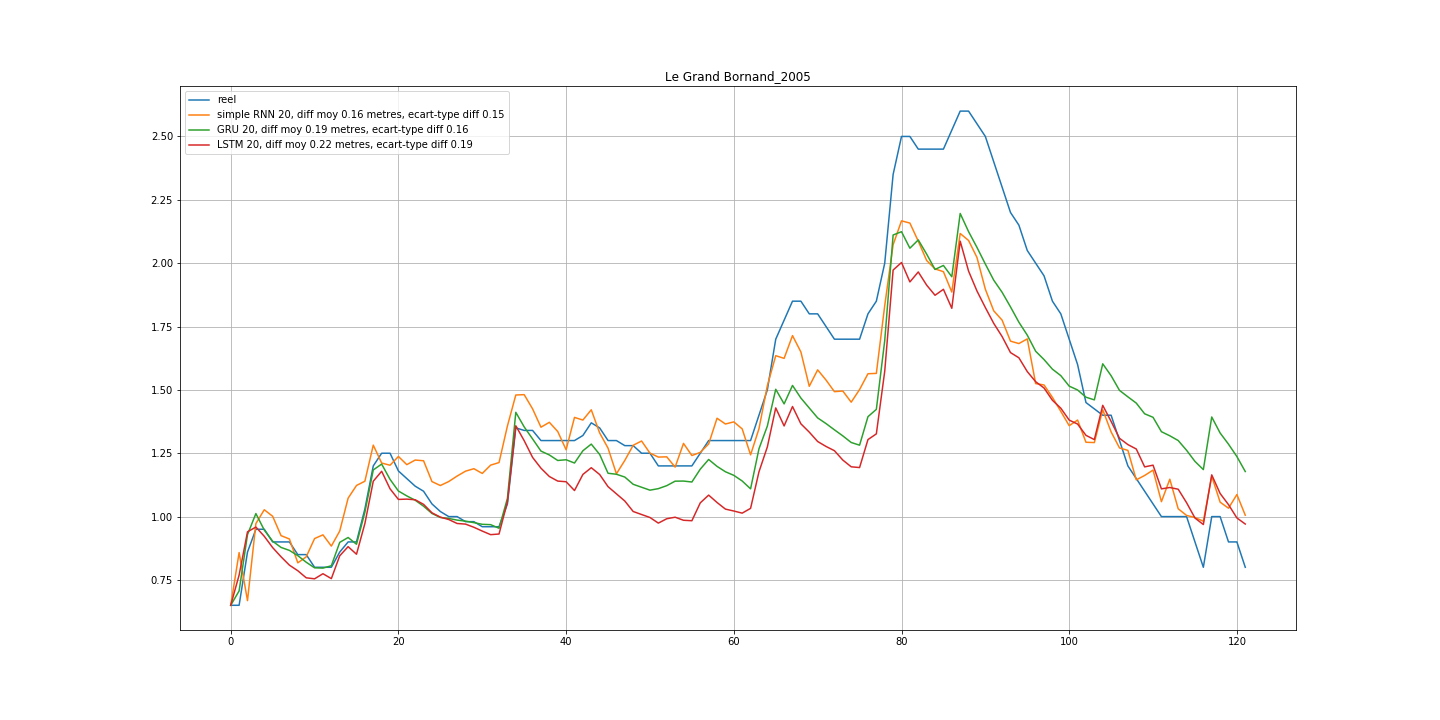 Le Grand Bornand_2005
reel
simple RNN 20, diff moy 0.16 metres, ecart-type diff 0.15
GRU 20, diff moy 0.19 metres, ecart-type diff 0.16
LSTM 20, diff moy 0.22 metres, ecart-type diff 0.19
2.50
2.25
2.00
1.75
1.50
1.25
1.00
0.75
0 20 40 60 80 100 120